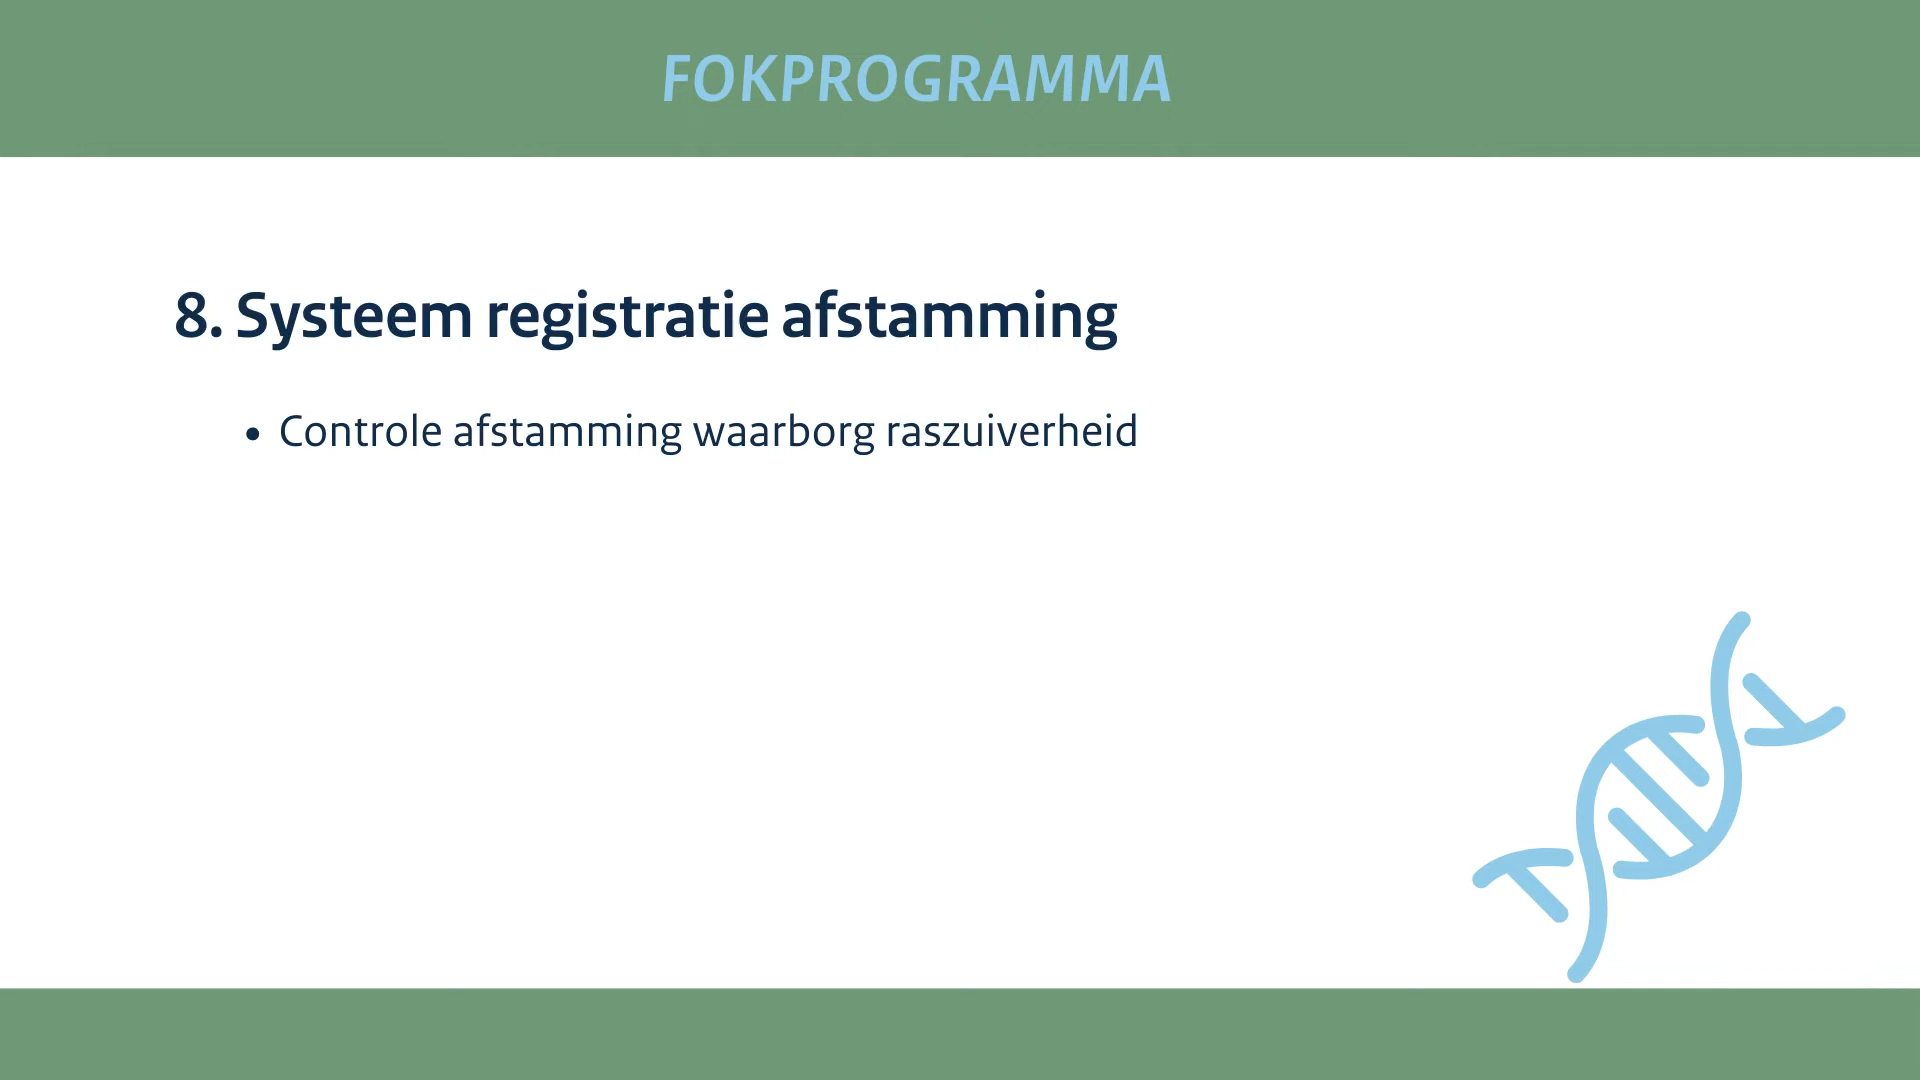 FOKPROGRAMMA
8. Systeem registratie afstamming
• Controle afstamming waarborg raszuiverheid